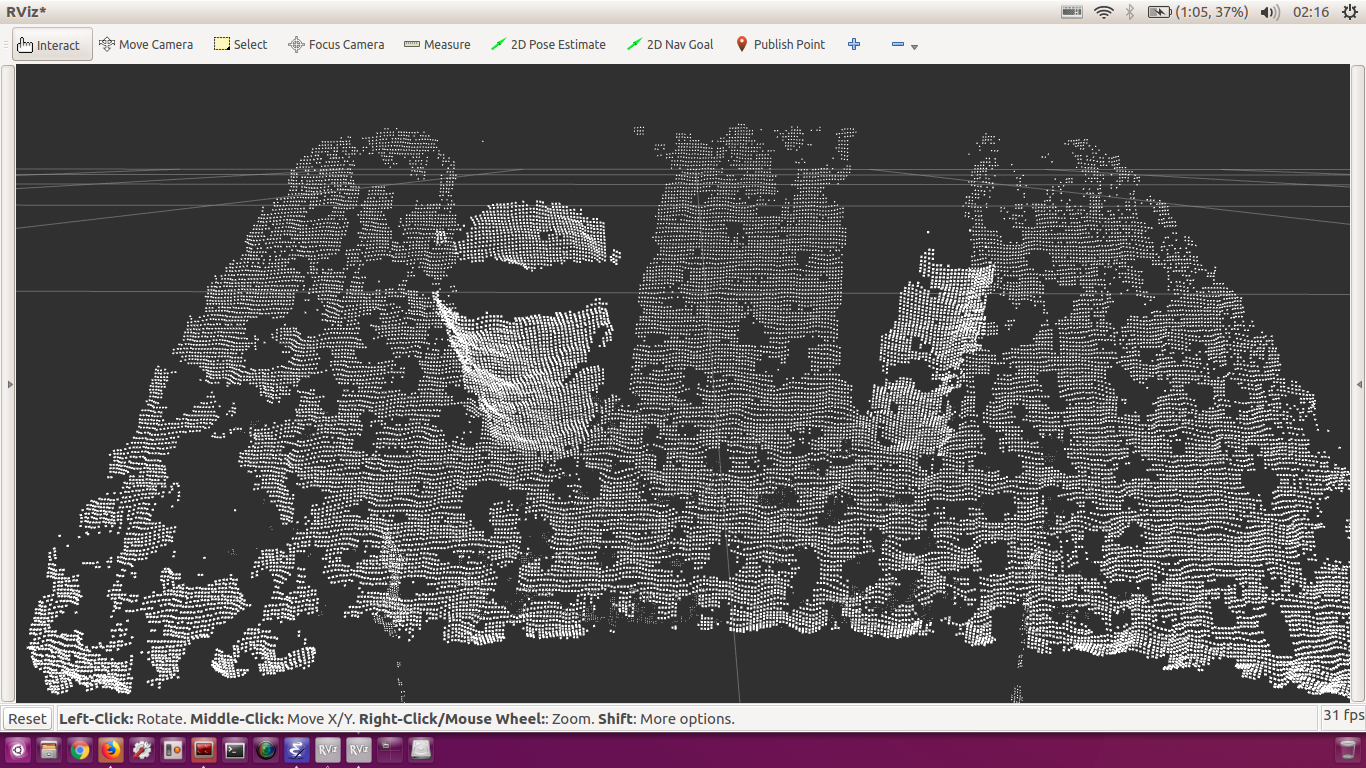 RViz*
(1:05, 37%)
02:16
Interact
Move Camera
Select
Focus Camera
Measure
2D Pose Estimate
2D Nav Goal
Publish Point
Reset
Left-Click: Rotate. Middle-Click: Move X/Y. Right-Click/Mouse Wheel:: Zoom. Shift: More options.
31 fps
RViz
RViz